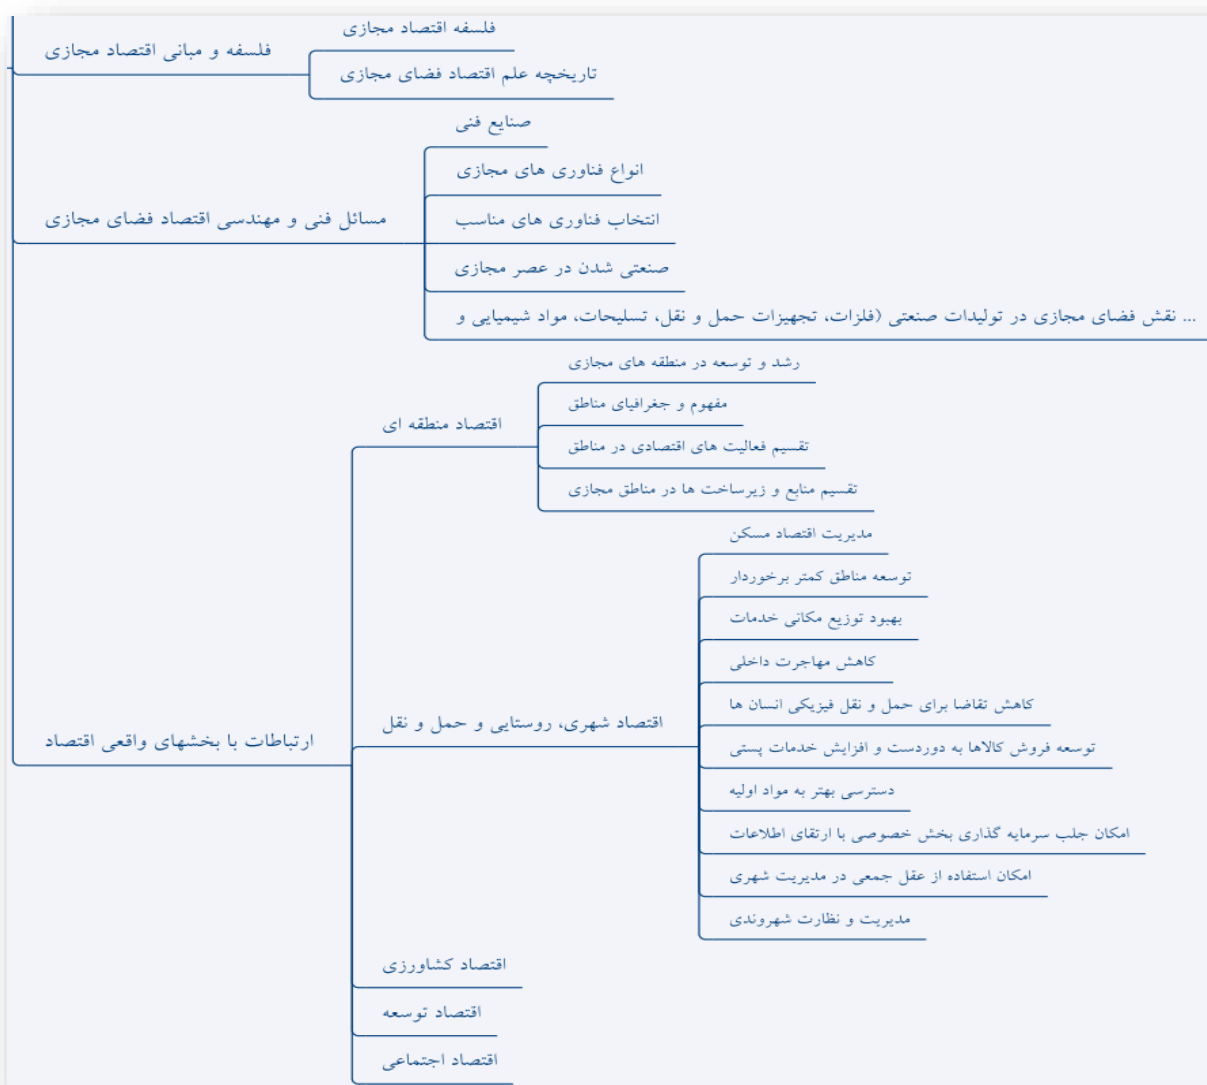 فلسفه و مبانی اقتصاد مجازی
فلسفه اقتصاد مجازی
تاریخچه علم اقتصاد فضای مجازی
مسائل فنی و مهندسی اقتصاد فضای مجازی
صنایع فنی
انواع فناوری های مجازی
انتخاب فناوری های مناسب
صنعتی شدن در عصر مجازی
نقش فضای مجازی در تولیدات صنعتی (فلزات، تجهیزات حمل و نقل، تسلیحات، مواد شیمیایی و ...
ارتباطات با بخشهای واقعی اقتصاد
اقتصاد منطقه ای
رشد و توسعه در منطقه های مجازی
مفهوم و جغرافیای مناطق
تقسیم فعالیت های اقتصادی در مناطق
تقسیم منابع و زیرساخت ها در مناطق مجازی
اقتصاد شهری، روستایی و حمل و نقل
مدیریت اقتصاد مسکن
توسعه مناطق کمتر برخوردار
بهبود توزیع مکانی خدمات
کاهش مهاجرت داخلی
کاهش تقاضا برای حمل و نقل فیزیکی انسان ها
توسعه فروش کالاها به دوردست و افزایش خدمات پستی
دسترسی بهتر به مواد اولیه
امکان جلب سرمایه گذاری بخش خصوصی با ارتقای اطلاعات
امکان استفاده از عقل جمعی در مدیریت شهری
مدیریت و نظارت شهروندی
اقتصاد کشاورزی
اقتصاد توسعه
اقتصاد اجتماعی